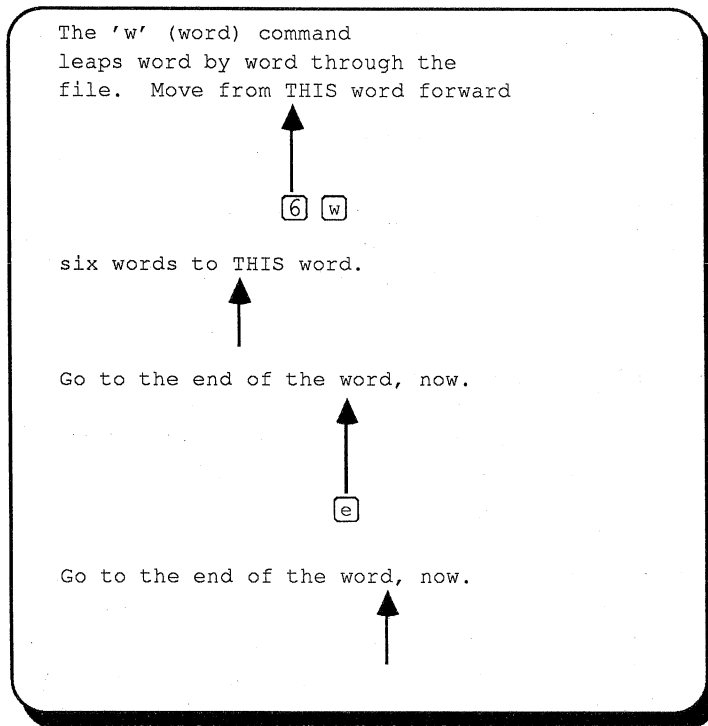 The 'w' (word) command
leaps word by word through the
file.  Move from THIS word forward
6 w
six words to THIS word.
Go to the end of the word, now.
e
Go to the end of the word, now.